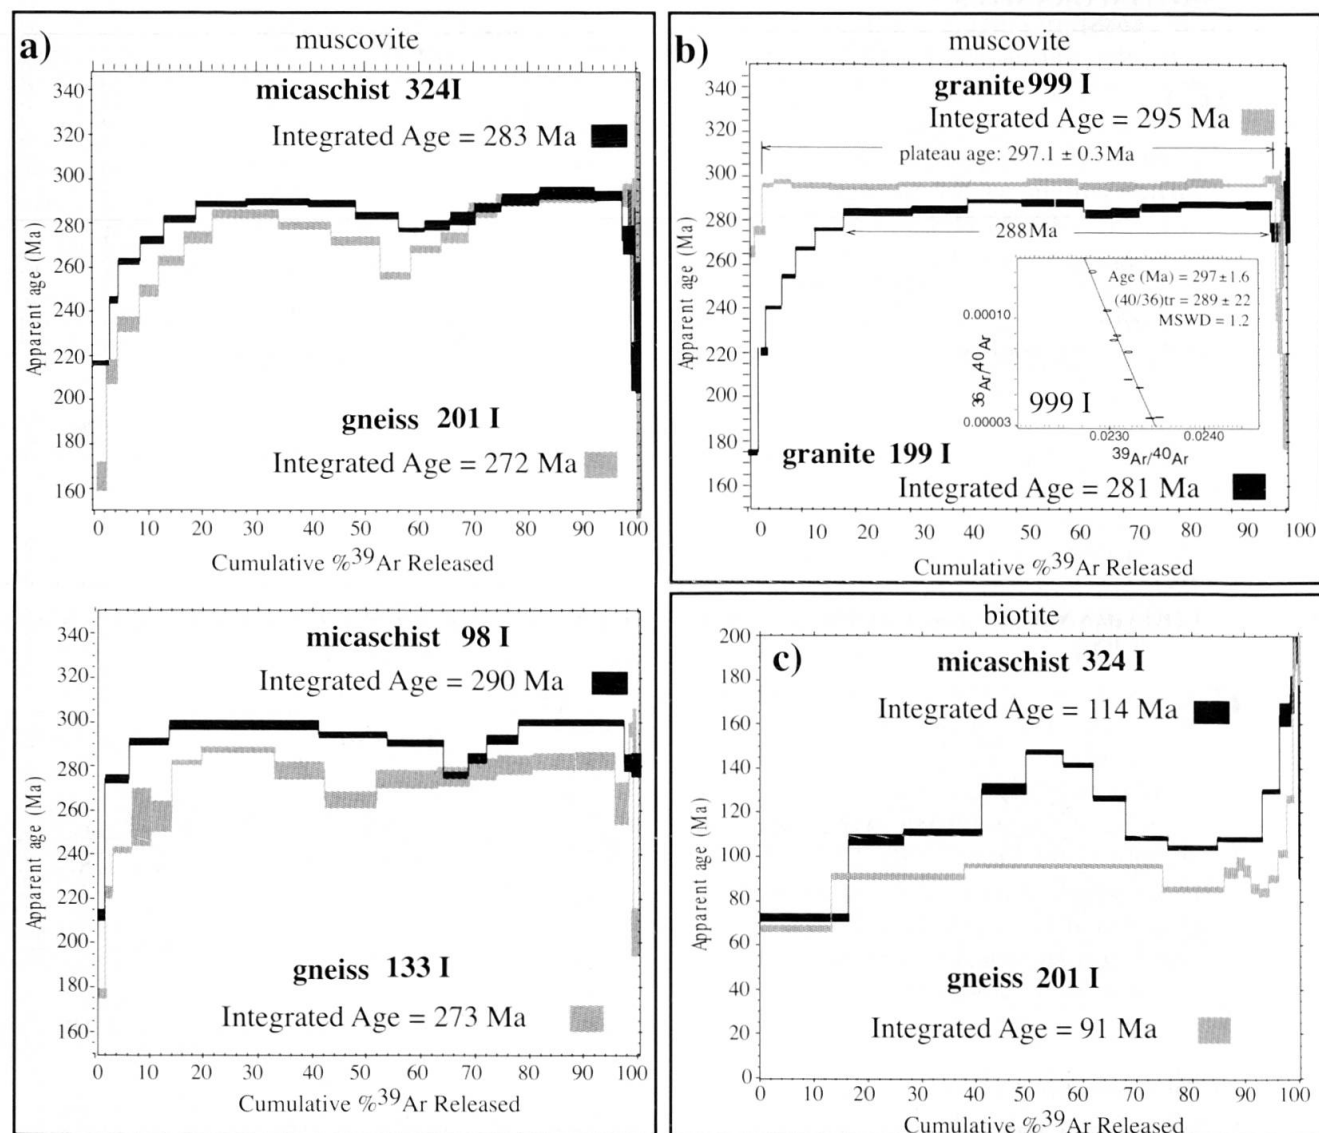 a)
muscovite
micaschist 324I
Integrated Age = 283 Ma
gneiss 201 I
Integrated Age = 272 Ma
Apparent age (Ma)
340
320
300
280
260
240
220
200
180
160
0 10 20 30 40 50 60 70 80 90 100
Cumulative %39Ar Released
micaschist 98 I
Integrated Age = 290 Ma
gneiss 133 I
Integrated Age = 273 Ma
Apparent age (Ma)
340
320
300
280
260
240
220
200
180
160
0 10 20 30 40 50 60 70 80 90 100
Cumulative %39Ar Released
b)
muscovite
granite 999 I
Integrated Age = 295 Ma
plateau age: 297.1 ± 0.3Ma
288Ma
Age (Ma) = 297±1.6
(40/36)tr = 289 ± 22
MSWD = 1.2
0.00010
0.00003
36Ar/40Ar
999 I
0.0230 0.0240
39Ar/40Ar
granite 199 I
Integrated Age = 281 Ma
Apparent age (Ma)
340
320
300
280
260
240
220
200
180
160
0 10 20 30 40 50 60 70 80 90 100
Cumulative %39Ar Released
biotite
c)
micaschist 324 I
Integrated Age = 114 Ma
gneiss 201 I
Integrated Age = 91 Ma
Apparent age (Ma)
200
180
160
140
120
100
80
60
40
20
0
0 10 20 30 40 50 60 70 80 90 100
Cumulative %39Ar Released